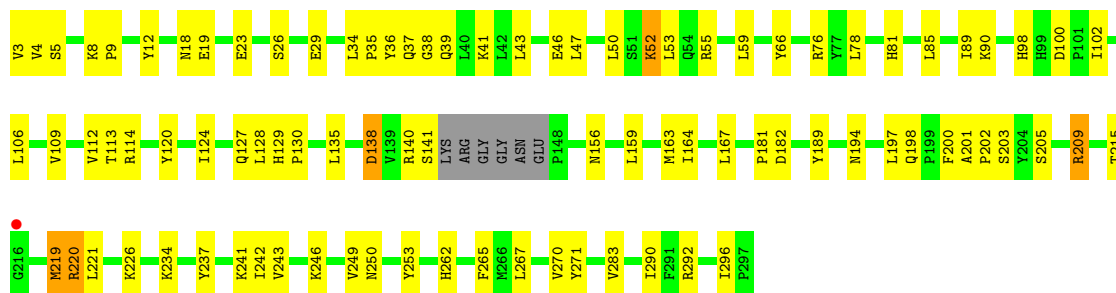 V3 V4 S5 K8 P9 Y12 N18 E19 E23 S26 E29 L34 P35 Y36 Q37 G38 Q39 L40 K41 L42 L43 E46 L47 L50 S51 K52 L53 Q54 R55 L59 Y66 R76 Y77 L78 H81 L85 I89 K90 H98 H99 D100 P101 I102
L106 V109 V112 T113 R114 Y120 I124 Q127 L128 H129 P130 L135 D138 V139 R140 S141 LYS ARG GLY GLY ASN GLU P148 N156 L159 M163 I164 L167 P181 D182 Y189 N194 L197 Q198 P199 F200 A201 P202 S203 Y204 S205 R209 T215
G216 M219 R220 L221 K226 K234 Y237 K241 I242 V243 K246 V249 N250 Y253 H262 F265 M266 L267 V270 Y271 V283 I290 F291 R292 I296 P297